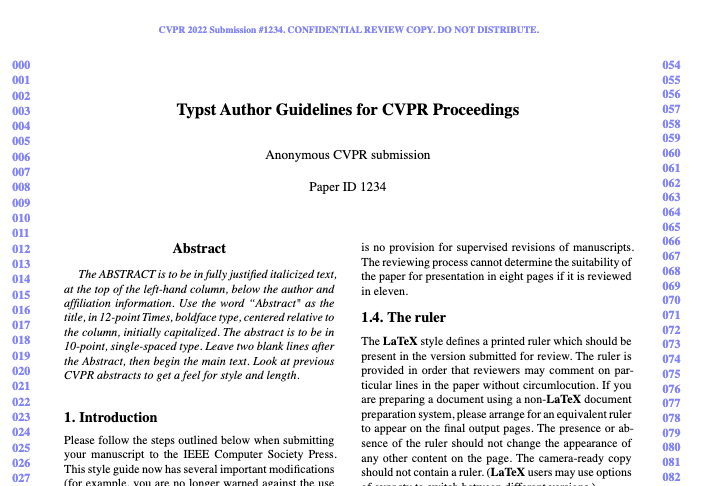 CVPR 2022 Submission #1234. CONFIDENTIAL REVIEW COPY. DO NOT DISTRIBUTE.
000
001
002
003
004
005
006
007
008
009
010
011
012
013
014
015
016
017
018
019
020
021
022
023
024
025
026
027
Typst Author Guidelines for CVPR Proceedings
Anonymous CVPR submission
Paper ID 1234
Abstract
The ABSTRACT is to be in fully justified italicized text,
at the top of the left-hand column, below the author and
affiliation information. Use the word “Abstract" as the
title, in 12-point Times, boldface type, centered relative to
the column, initially capitalized. The abstract is to be in
10-point, single-spaced type. Leave two blank lines after
the Abstract, then begin the main text. Look at previous
CVPR abstracts to get a feel for style and length.
1. Introduction
Please follow the steps outlined below when submitting
your manuscript to the IEEE Computer Society Press.
This style guide now has several important modifications
(for example, you are no longer warned against the use
is no provision for supervised revisions of manuscripts.
The reviewing process cannot determine the suitability of
the paper for presentation in eight pages if it is reviewed
in eleven.
1.4. The ruler
The LaTeX style defines a printed ruler which should be
present in the version submitted for review. The ruler is
provided in order that reviewers may comment on par-
ticular lines in the paper without circumlocution. If you
are preparing a document using a non-LaTeX document
preparation system, please arrange for an equivalent ruler
to appear on the final output pages. The presence or ab-
sence of the ruler should not change the appearance of
any other content on the page. The camera-ready copy
should not contain a ruler. (LaTeX users may use options
054
055
056
057
058
059
060
061
062
063
064
065
066
067
068
069
070
071
072
073
074
075
076
077
078
079
080
081
082